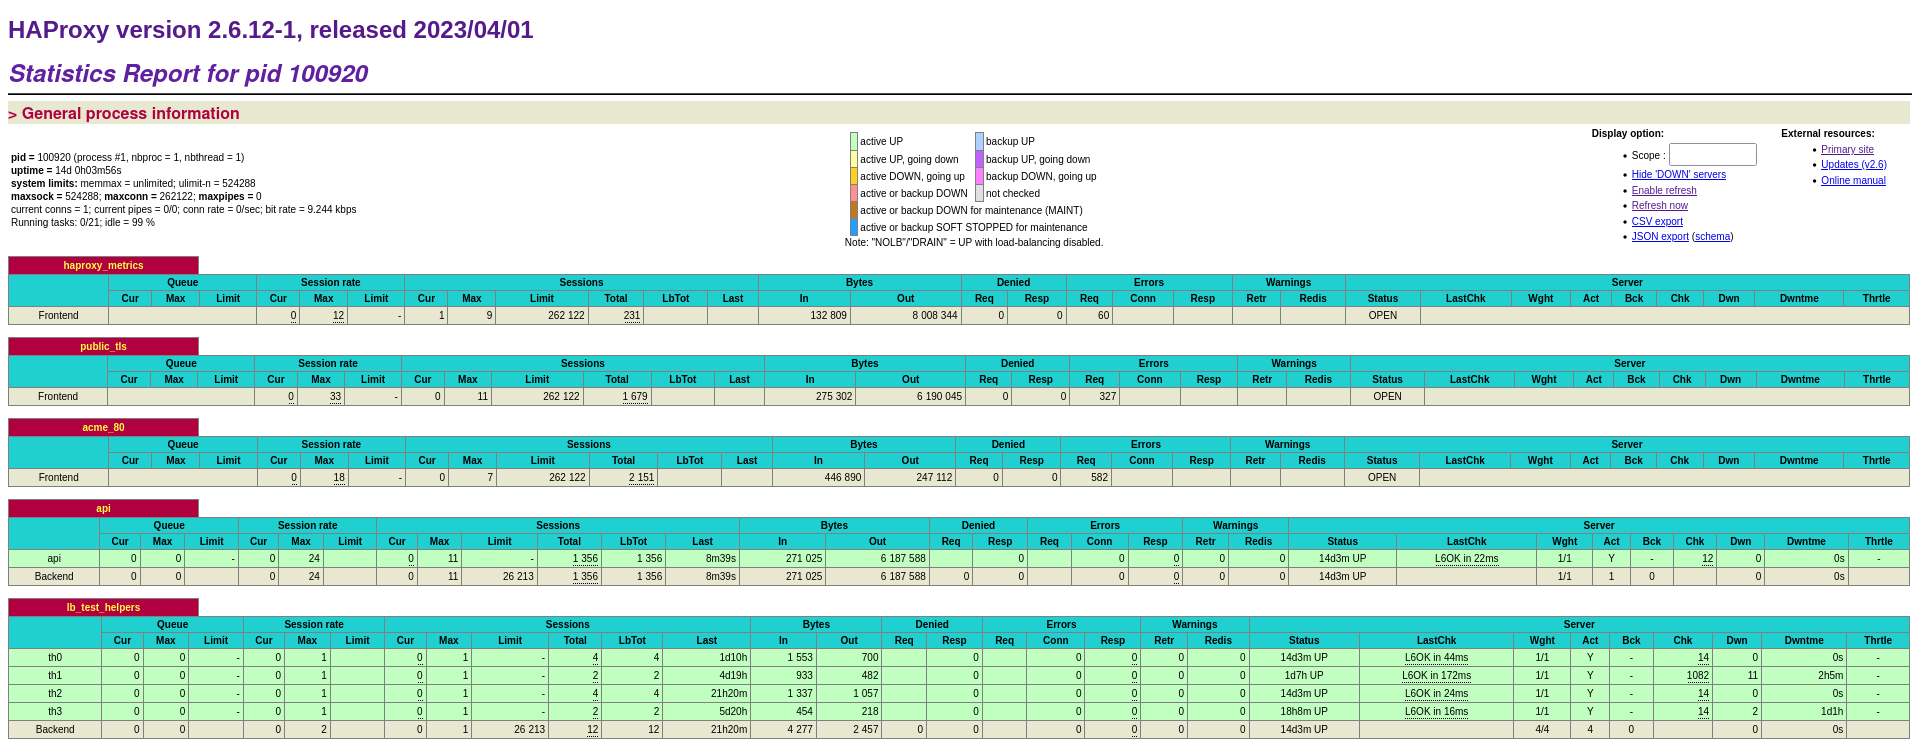 HAProxy version 2.6.12-1, released 2023/04/01
Statistics Report for pid 100920
> General process information
pid = 100920 (process #1, nbproc = 1, nbthread = 1)
uptime = 14d 0h03m56s
system limits: memmax = unlimited; ulimit-n = 524288
maxsock = 524288; maxconn = 262122; maxpipes = 0
current conns = 1; current pipes = 0/0; conn rate = 0/sec; bit rate = 9.244 kbps
Running tasks: 0/21; idle = 99 %
active UP backup UP
active UP, going down backup UP, going down
active DOWN, going up backup DOWN, going up
active or backup DOWN not checked
active or backup DOWN for maintenance (MAINT)
active or backup SOFT STOPPED for maintenance
Note: "NOLB"/"DRAIN" = UP with load-balancing disabled.
Display option:
• Scope :
• Hide 'DOWN' servers
• Enable refresh
• Refresh now
• CSV export
• JSON export (schema)
External resources:
• Primary site
• Updates (v2.6)
• Online manual
haproxy_metrics
Queue Session rate Sessions Bytes Denied Errors Warnings Server
Cur Max Limit Cur Max Limit Cur Max Limit Total LbTot Last In Out Req Resp Req Conn Resp Retr Redis Status LastChk Wght Act Bck Chk Dwn Dwntme Thrtle
Frontend 0 12 - 1 9 262 122 231 132 809 8 008 344 0 0 60 OPEN
public_tls
Queue Session rate Sessions Bytes Denied Errors Warnings Server
Cur Max Limit Cur Max Limit Cur Max Limit Total LbTot Last In Out Req Resp Req Conn Resp Retr Redis Status LastChk Wght Act Bck Chk Dwn Dwntme Thrtle
Frontend 0 33 - 0 11 262 122 1 679 275 302 6 190 045 0 0 327 OPEN
acme_80
Queue Session rate Sessions Bytes Denied Errors Warnings Server
Cur Max Limit Cur Max Limit Cur Max Limit Total LbTot Last In Out Req Resp Req Conn Resp Retr Redis Status LastChk Wght Act Bck Chk Dwn Dwntme Thrtle
Frontend 0 18 - 0 7 262 122 2 151 446 890 247 112 0 0 582 OPEN
api
Queue Session rate Sessions Bytes Denied Errors Warnings Server
Cur Max Limit Cur Max Limit Cur Max Limit Total LbTot Last In Out Req Resp Req Conn Resp Retr Redis Status LastChk Wght Act Bck Chk Dwn Dwntme Thrtle
api 0 0 - 0 24 0 11 - 1 356 1 356 8m39s 271 025 6 187 588 0 0 0 0 0 14d3m UP L6OK in 22ms 1/1 Y - 12 0 0s -
Backend 0 0 0 24 0 11 26 213 1 356 1 356 8m39s 271 025 6 187 588 0 0 0 0 0 0 14d3m UP 1/1 1 0 0 0s
lb_test_helpers
Queue Session rate Sessions Bytes Denied Errors Warnings Server
Cur Max Limit Cur Max Limit Cur Max Limit Total LbTot Last In Out Req Resp Req Conn Resp Retr Redis Status LastChk Wght Act Bck Chk Dwn Dwntme Thrtle
th0 0 0 - 0 1 0 1 - 4 4 1d10h 1 553 700 0 0 0 0 0 14d3m UP L6OK in 44ms 1/1 Y - 14 0 0s -
th1 0 0 - 0 1 0 1 - 2 2 4d19h 933 482 0 0 0 0 0 1d7h UP L6OK in 172ms 1/1 Y - 1082 11 2h5m -
th2 0 0 - 0 1 0 1 - 4 4 21h20m 1 337 1 057 0 0 0 0 0 14d3m UP L6OK in 24ms 1/1 Y - 14 0 0s -
th3 0 0 - 0 1 0 1 - 2 2 5d20h 454 218 0 0 0 0 0 18h8m UP L6OK in 16ms 1/1 Y - 14 2 1d1h -
Backend 0 0 0 2 0 1 26 213 12 12 21h20m 4 277 2 457 0 0 0 0 0 0 14d3m UP 4/4 4 0 0 0s